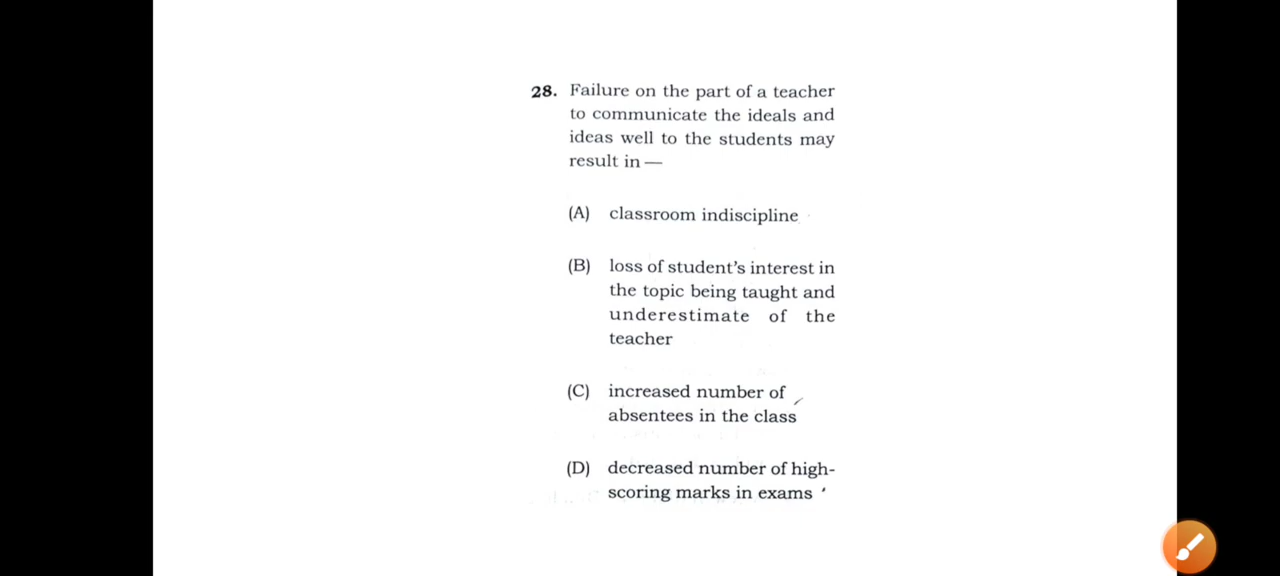 28. Failure on the part of a teacher
to communicate the ideals and
ideas well to the students may
result in —
(A) classroom indiscipline
(B) loss of student's interest in
the topic being taught and
underestimate of the
teacher
(C) increased number of
absentees in the class
(D) decreased number of high-
scoring marks in exams